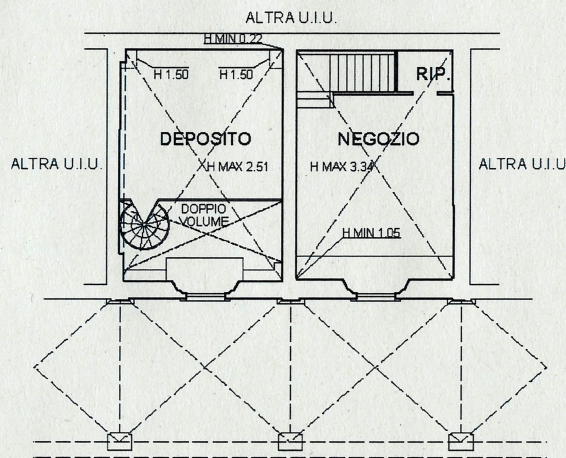 ALTRA U.I.U.
H MIN 0.22
H 1.50
H 1.50
RIP.
DEPOSITO
NEGOZIO
ALTRA U.I.U.
H MAX 2.51
H MAX 3.34
ALTRA U.I.U.
DOPPIO
VOLUME
H MIN 1.05